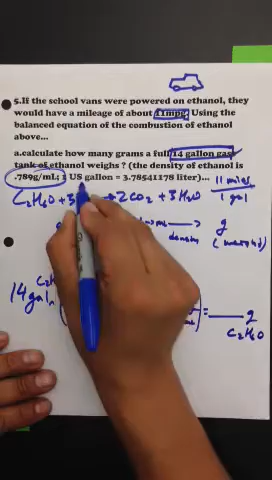 5.If the school vans were powered on ethanol, they
would have a mileage of about 11mpg. Using the
balanced equation of the combustion of ethanol
above...
a.calculate how many grams a full 14 gallon gas
tank of ethanol weighs ? (the density of ethanol is
.789g/mL; 1 US gallon = 3.78541178 liter)...
11 miles
1 gal
C₂H₆O + 3 → 2CO₂ + 3H₂O
density
g
14 gal
= g
C₂H₆O